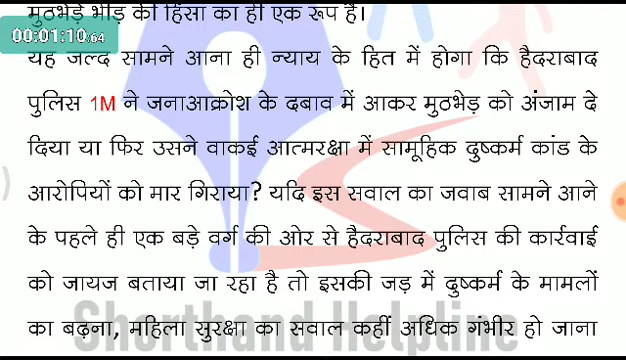 मुठभेड़ें भीड़ की हिंसा का ही एक रूप हैं।
00:01:10/64
यह जल्द सामने आना ही न्याय के हित में होगा कि हैदराबाद
पुलिस 1M ने जनाआक्रोश के दबाव में आकर मुठभेड़ को अंजाम दे
दिया या फिर उसने वाकई आत्मरक्षा में सामूहिक दुष्कर्म कांड के
आरोपियों को मार गिराया? यदि इस सवाल का जवाब सामने आने
के पहले ही एक बड़े वर्ग की ओर से हैदराबाद पुलिस की कार्रवाई
को जायज बताया जा रहा है तो इसकी जड़ में दुष्कर्म के मामलों
का बढ़ना, महिला सुरक्षा का सवाल कहीं अधिक गंभीर हो जाना
Shorthand Helpline